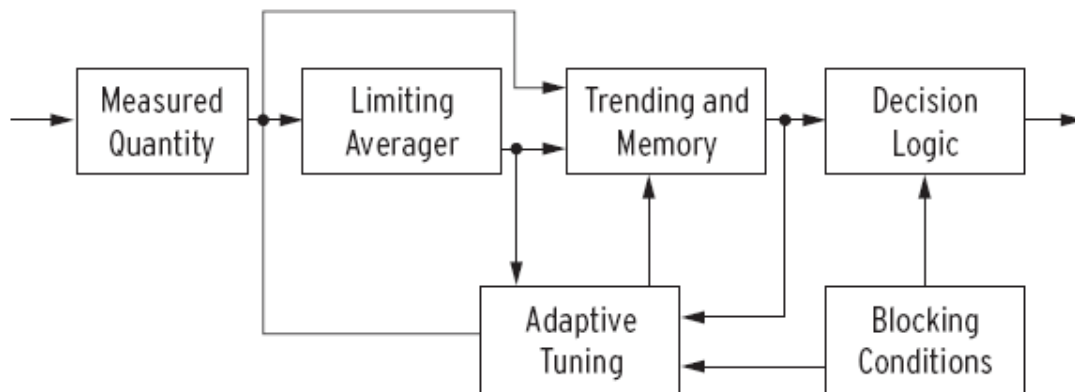 Measured
Quantity
Limiting
Averager
Trending and
Memory
Decision
Logic
Adaptive
Tuning
Blocking
Conditions